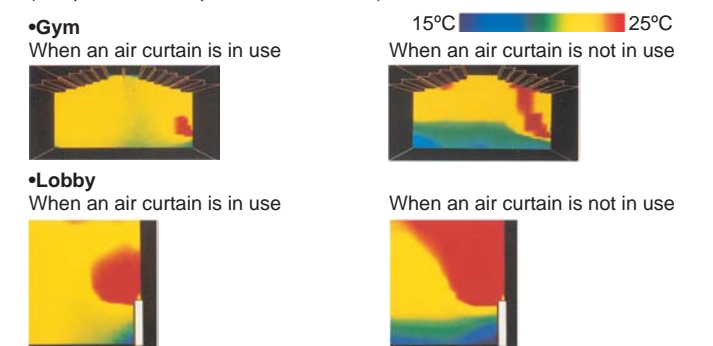 •Gym
15ºC 25ºC
When an air curtain is in use
When an air curtain is not in use
•Lobby
When an air curtain is in use
When an air curtain is not in use